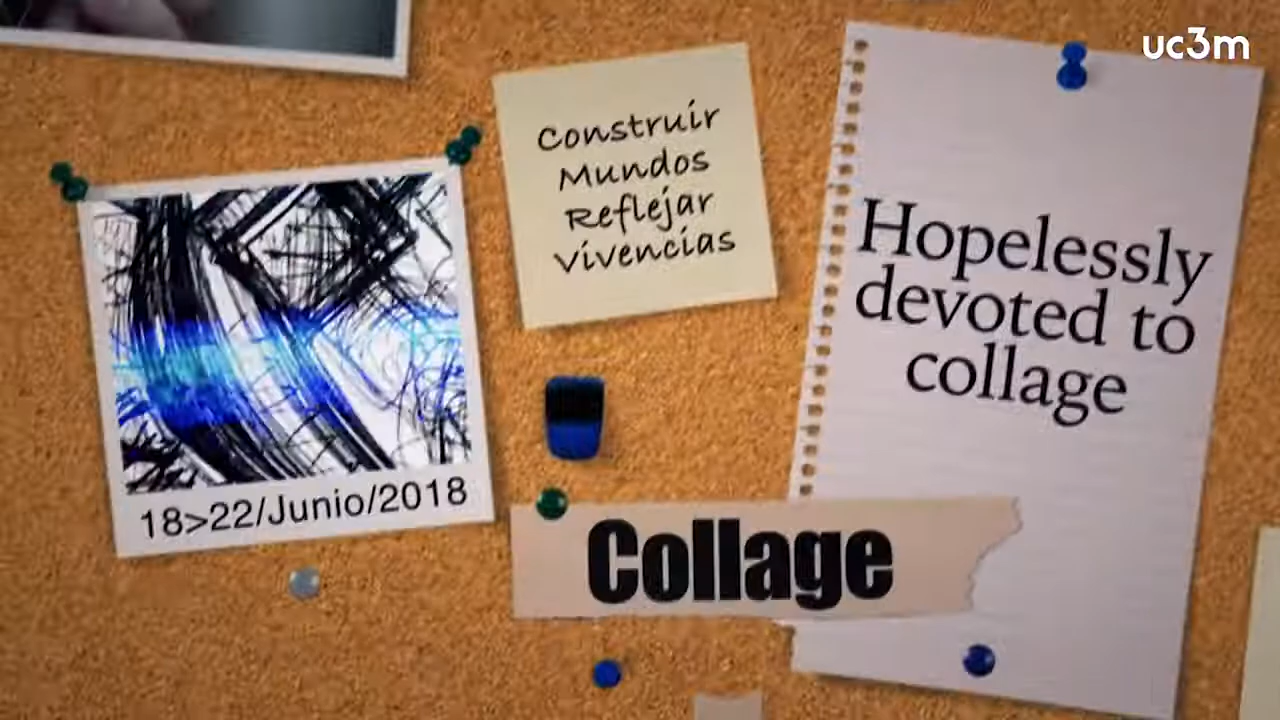 uc3m
Construir
Mundos
Reflejar
Vivencias
Hopelessly
devoted to
collage
18>22/Junio/2018
Collage